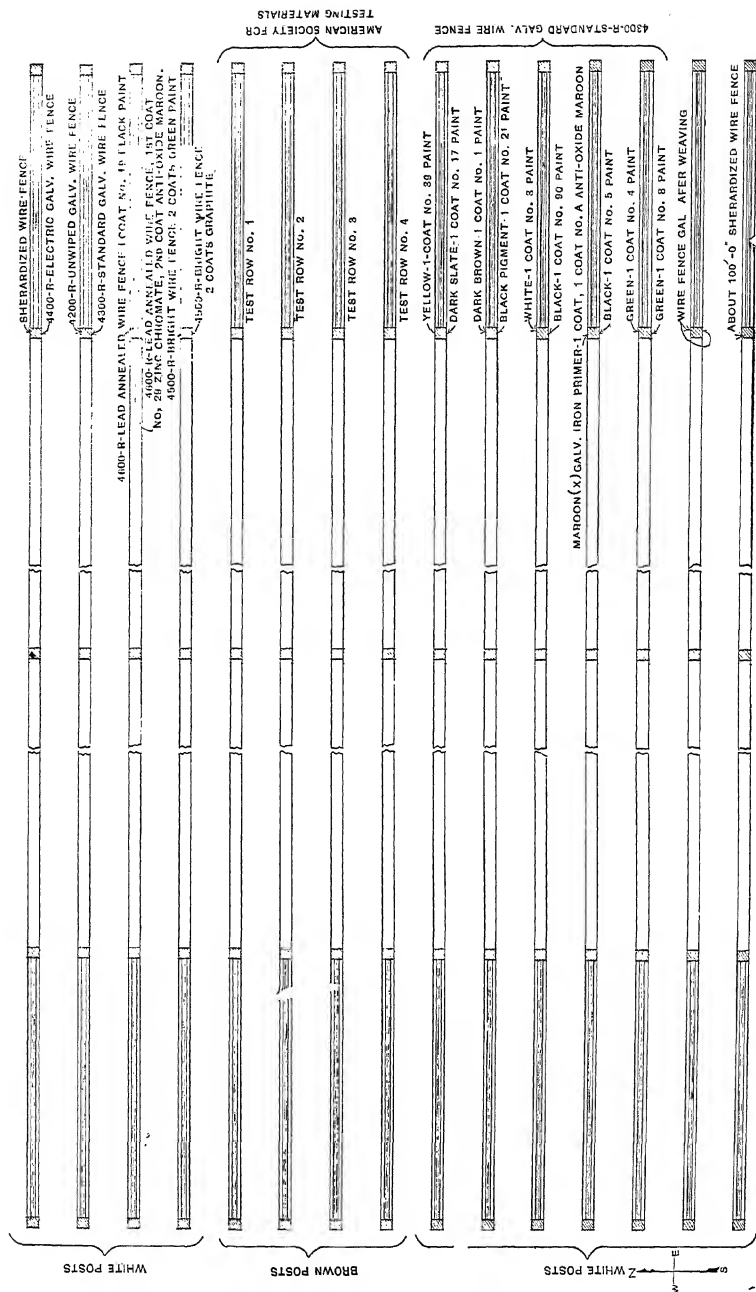 SHERARDIZED WIRE-FENCE
4400-R-ELECTRIC GALV. WIRE FENCE
4200-R-UNWIPED GALV. WIRE FENCE
4300-R-STANDARD GALV. WIRE FENCE
4600-R-LEAD ANNEALED WIRE FENCE 1 COAT No. 19 BLACK PAINT
4600-R-LEAD ANNEALED WIRE FENCE, 1ST COAT
No, 29 ZINC CHROMATE, 2ND COAT ANTI-OXIDE MAROON.
4500-R-BRIGHT WIRE FENCE 2 COATS GREEN PAINT
4500-R-BRIGHT WIRE FENCE
2 COATS GRAPHITE
WHITE POSTS
TEST ROW No. 1
TEST ROW No. 2
TEST ROW No. 3
TEST ROW No. 4
AMERICAN SOCIETY FOR
TESTING MATERIALS
BROWN POSTS
YELLOW-1-COAT No. 39 PAINT
DARK SLATE-1 COAT No. 17 PAINT
DARK BROWN-1 COAT No. 1 PAINT
BLACK PIGMENT-1 COAT No. 21 PAINT
WHITE-1 COAT No. 3 PAINT
BLACK-1 COAT No. 90 PAINT
MAROON(X)GALV. IRON PRIMER-1 COAT, 1 COAT No. A ANTI-OXIDE MAROON
BLACK-1 COAT No. 5 PAINT
GREEN-1 COAT No. 4 PAINT
GREEN-1 COAT No. 8 PAINT
4300-R-STANDARD GALV. WIRE FENCE
WIRE FENCE GAL AFER WEAVING
ABOUT 100'-0" SHERARDIZED WIRE FENCE
WHITE POSTS
N
E
S
W